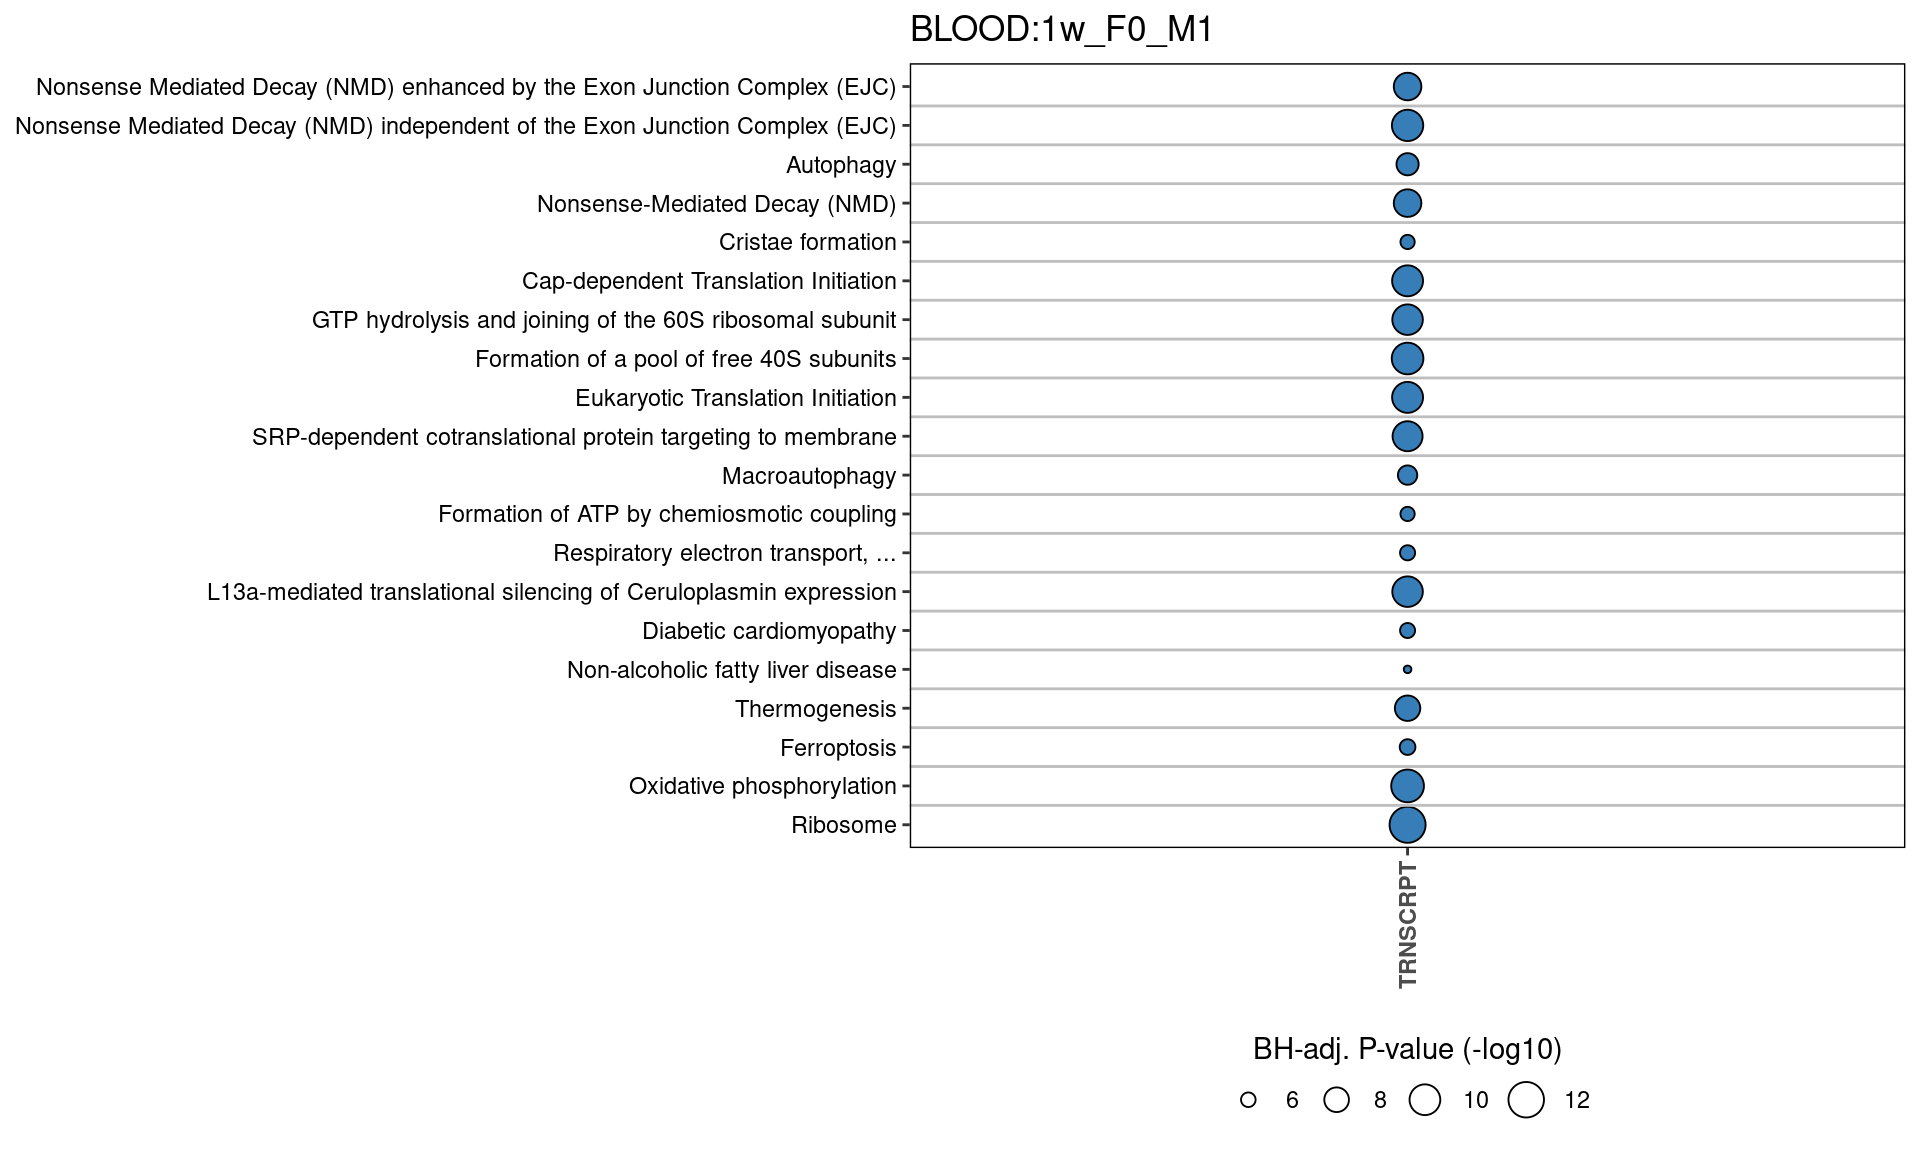 BLOOD:1w_F0_M1
Nonsense Mediated Decay (NMD) enhanced by the Exon Junction Complex (EJC)
Nonsense Mediated Decay (NMD) independent of the Exon Junction Complex (EJC)
Autophagy
Nonsense-Mediated Decay (NMD)
Cristae formation
Cap-dependent Translation Initiation
GTP hydrolysis and joining of the 60S ribosomal subunit
Formation of a pool of free 40S subunits
Eukaryotic Translation Initiation
SRP-dependent cotranslational protein targeting to membrane
Macroautophagy
Formation of ATP by chemiosmotic coupling
Respiratory electron transport, ...
L13a-mediated translational silencing of Ceruloplasmin expression
Diabetic cardiomyopathy
Non-alcoholic fatty liver disease
Thermogenesis
Ferroptosis
Oxidative phosphorylation
Ribosome
TRNSCRPT
BH-adj. P-value (-log10)
6 8 10 12